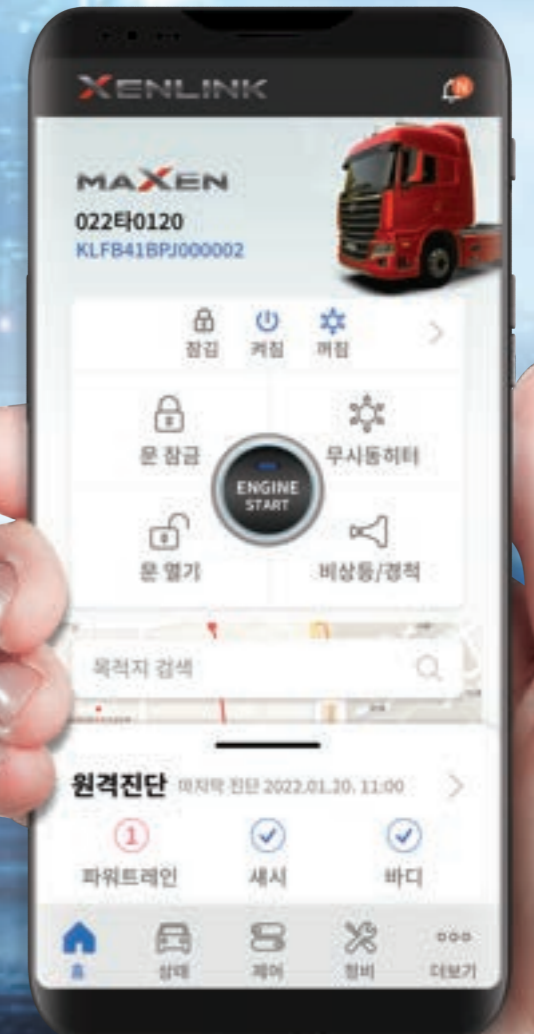 XENLINK
N
MAXEN
022타0120
KLFB41BPJ000002
잠김 켜짐 꺼짐
문 잠금 무시동히터
ENGINE
START
문 열기 비상등/경적
목적지 검색
원격진단 마지막 진단 2022.01.20. 11:00
1
파워트레인 섀시 바디
홈 상태 제어 정비 더보기